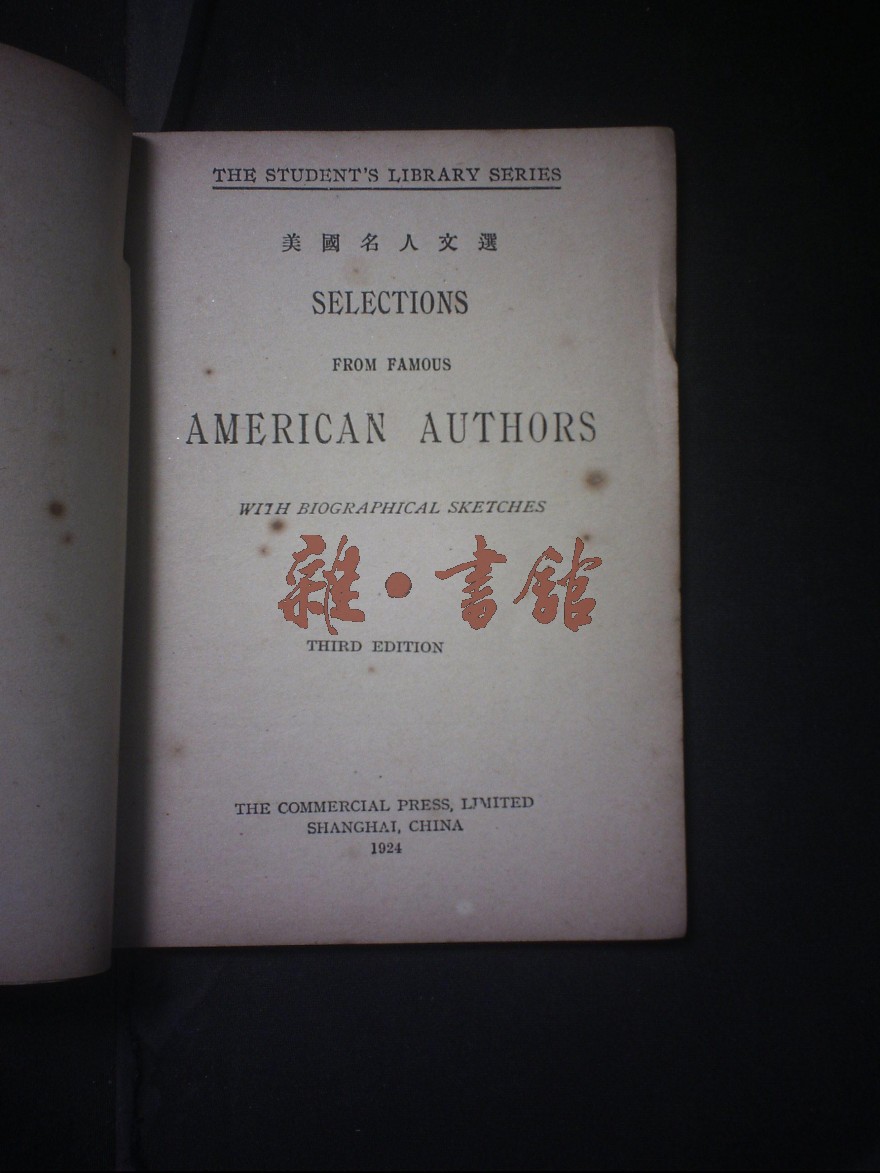 THE STUDENT'S LIBRARY SERIES
美國名人文選
SELECTIONS
FROM FAMOUS
AMERICAN AUTHORS
WITH BIOGRAPHICAL SKETCHES
雜·書館
THIRD EDITION
THE COMMERCIAL PRESS, LIMITED
SHANGHAI, CHINA
1924